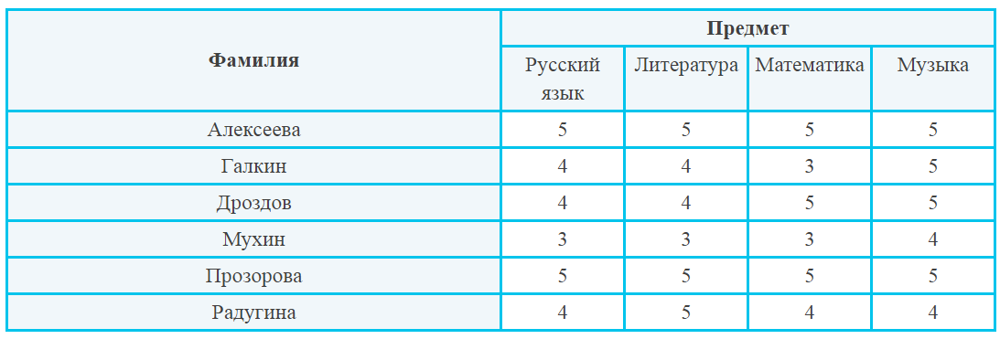 Фамилия
Предмет
Русский язык
Литература
Математика
Музыка
Алексеева 5 5 5 5
Галкин 4 4 3 5
Дроздов 4 4 5 5
Мухин 3 3 3 4
Прозорова 5 5 5 5
Радугина 4 5 4 4